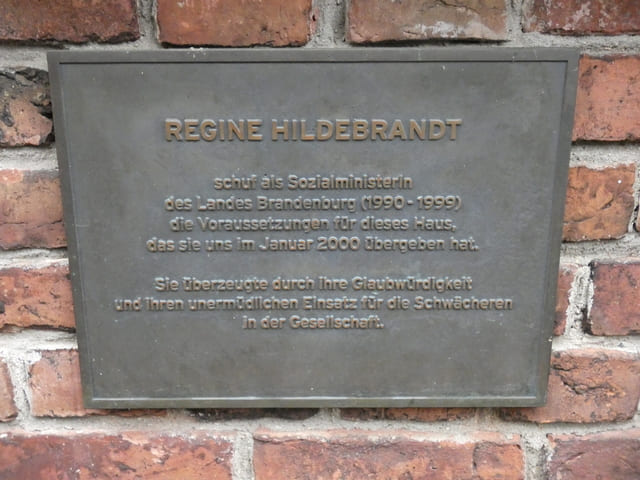 REGINE HILDEBRANDT
schuf als Sozialministerin
des Landes Brandenburg (1990 - 1999)
die Voraussetzungen für dieses Haus,
das sie uns im Januar 2000 übergeben hat.
Sie überzeugte durch ihre Glaubwürdigkeit
und ihren unermüdlichen Einsatz für die Schwächeren
in der Gesellschaft.